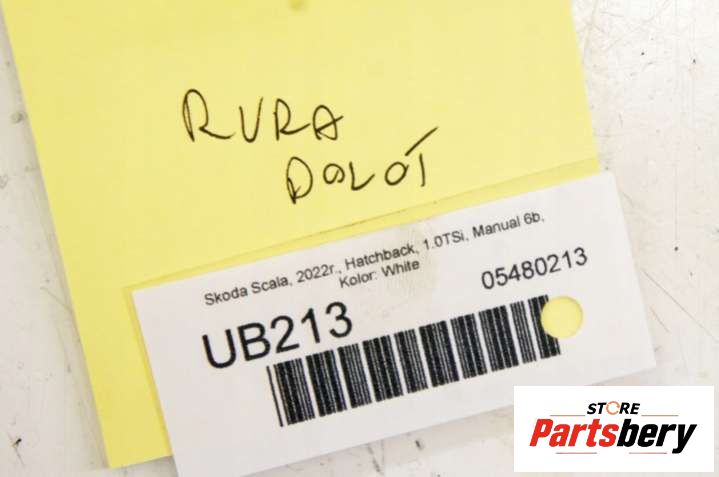 RURA
DOLOT
Skoda Scala, 2022r., Hatchback, 1.0TSi, Manual 6b,
Kolor: White
05480213
UB213
STORE
Partsbery